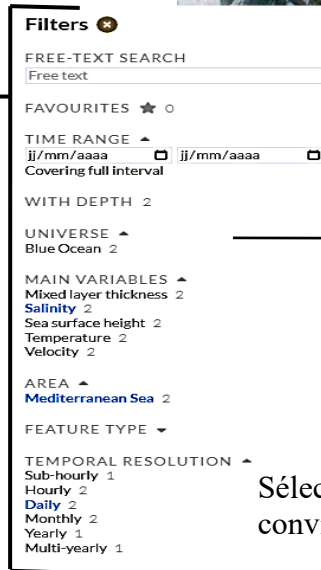 Filters
FREE-TEXT SEARCH
Free text
FAVOURITES 0
TIME RANGE
jj/mm/aaaa jj/mm/aaaa
Covering full interval
WITH DEPTH 2
UNIVERSE
Blue Ocean 2
MAIN VARIABLES
Mixed layer thickness 2
Salinity 2
Sea surface height 2
Temperature 2
Velocity 2
AREA
Mediterranean Sea 2
FEATURE TYPE
TEMPORAL RESOLUTION
Sub-hourly 1
Hourly 2
Daily 2
Monthly 2
Yearly 1
Multi-yearly 1
Sélec
conv